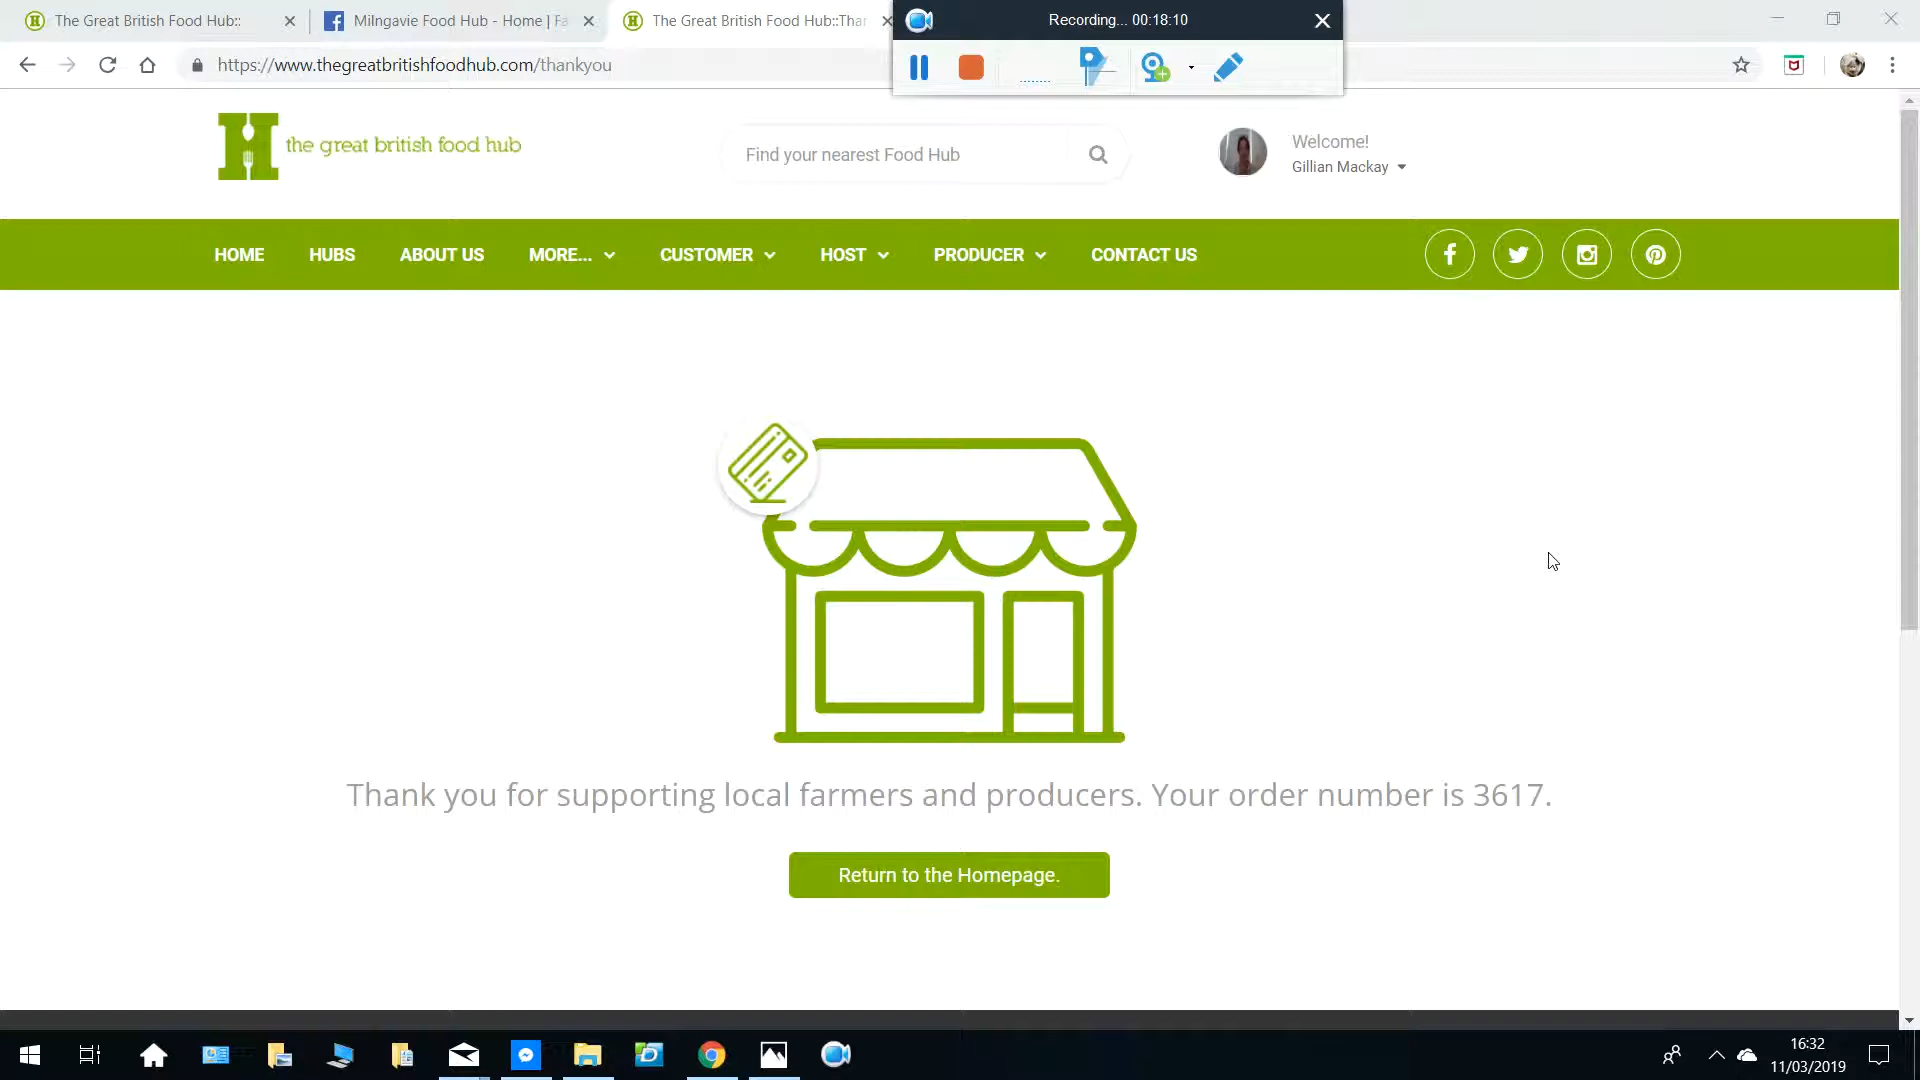 The Great British Food Hub::
Milngavie Food Hub - Home | Fa
The Great British Food Hub::Than
Recording... 00:18:10
https://www.thegreatbritishfoodhub.com/thankyou
the great british food hub
Find your nearest Food Hub
Welcome!
Gillian Mackay
HOME HUBS ABOUT US MORE... CUSTOMER HOST PRODUCER CONTACT US
Thank you for supporting local farmers and producers. Your order number is 3617.
Return to the Homepage.
16:32
11/03/2019